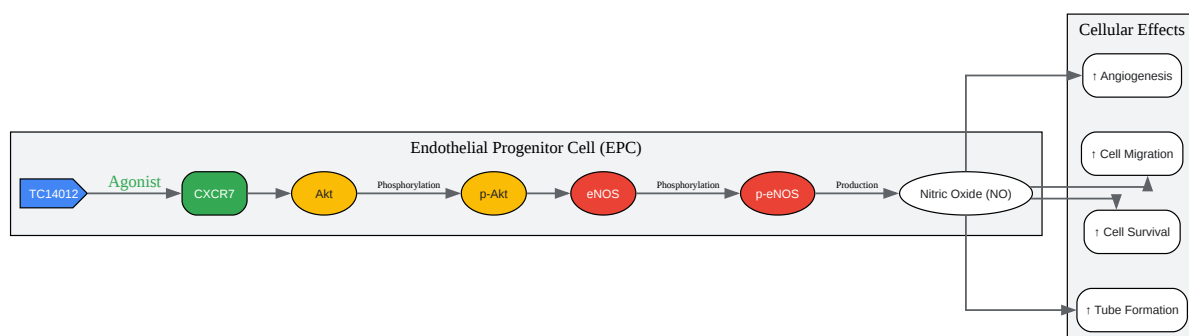 Cellular Effects
↑ Angiogenesis
Endothelial Progenitor Cell (EPC)
↑ Cell Migration
TC14012
Agonist
CXCR7
Akt
Phosphorylation
p-Akt
eNOS
Phosphorylation
p-eNOS
Production
Nitric Oxide (NO)
↑ Cell Survival
↑ Tube Formation